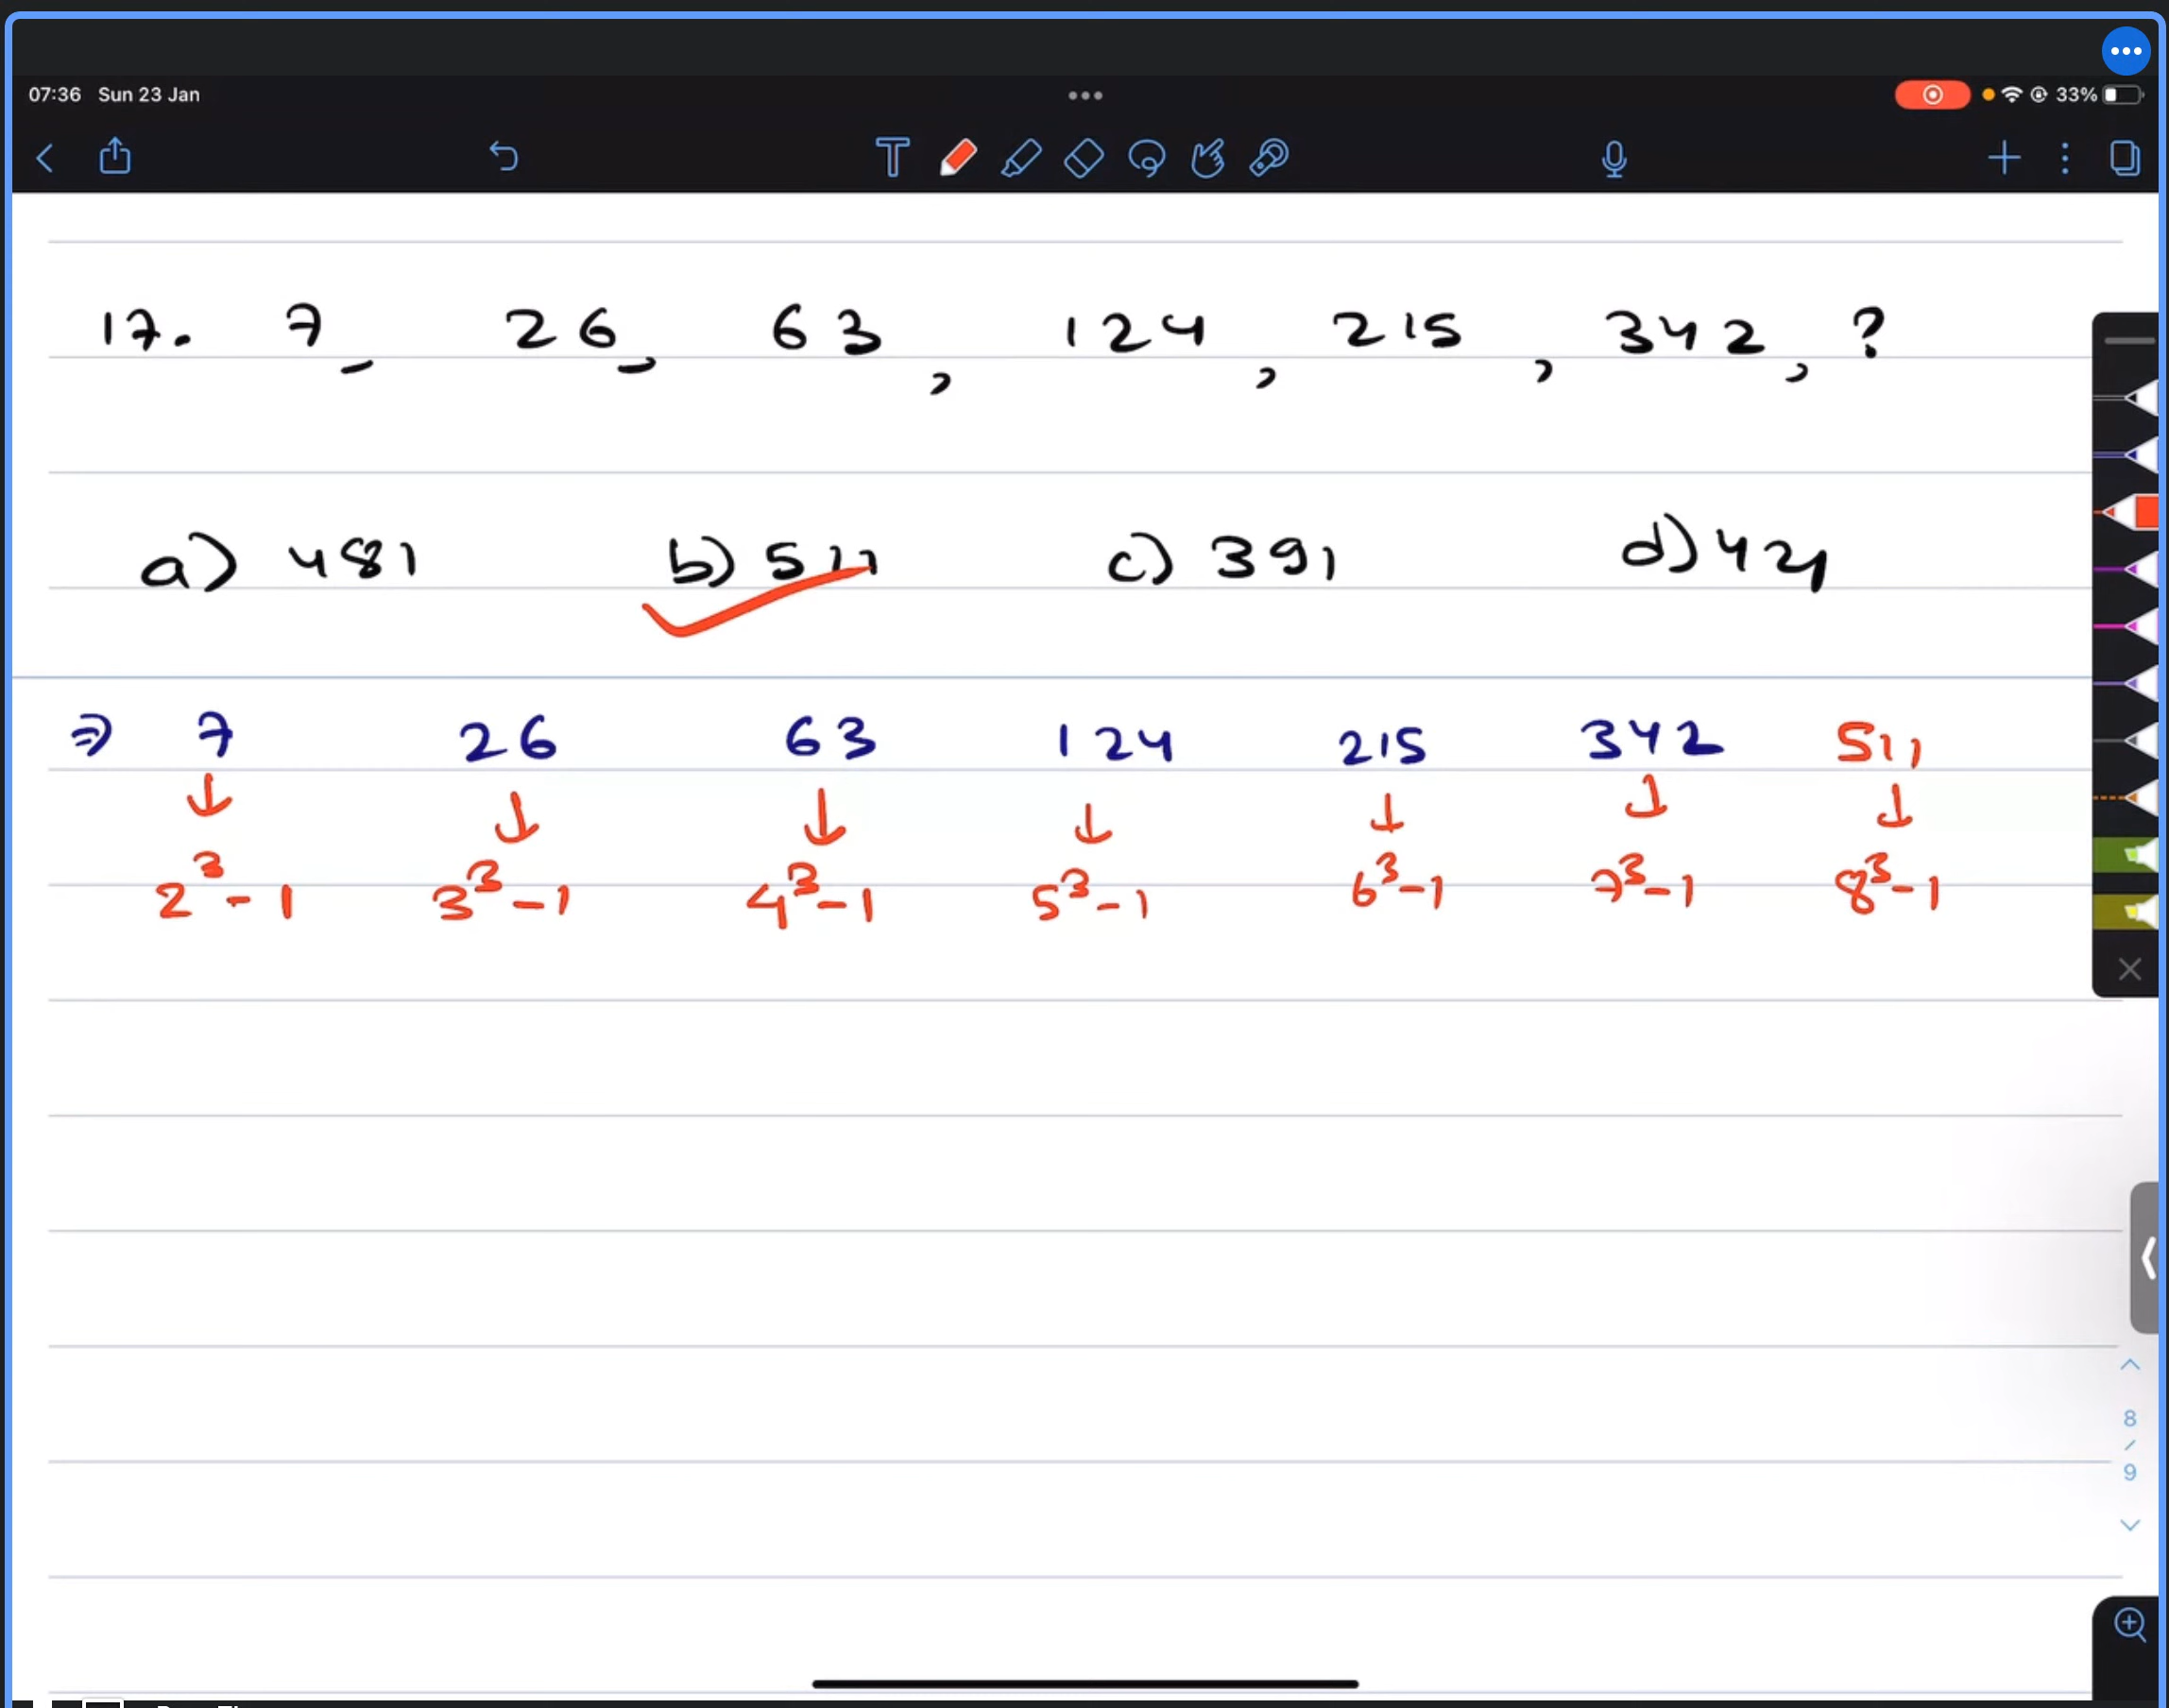 07:36 Sun 23 Jan 33%
17. 7, 26, 63, 124, 215, 342, ?
a) 481 b) 511 c) 391 d) 421
⇒ 7 26 63 124 215 342 511
↓ ↓ ↓ ↓ ↓ ↓ ↓
2³-1 3³-1 4³-1 5³-1 6³-1 7³-1 8³-1
8
/
9